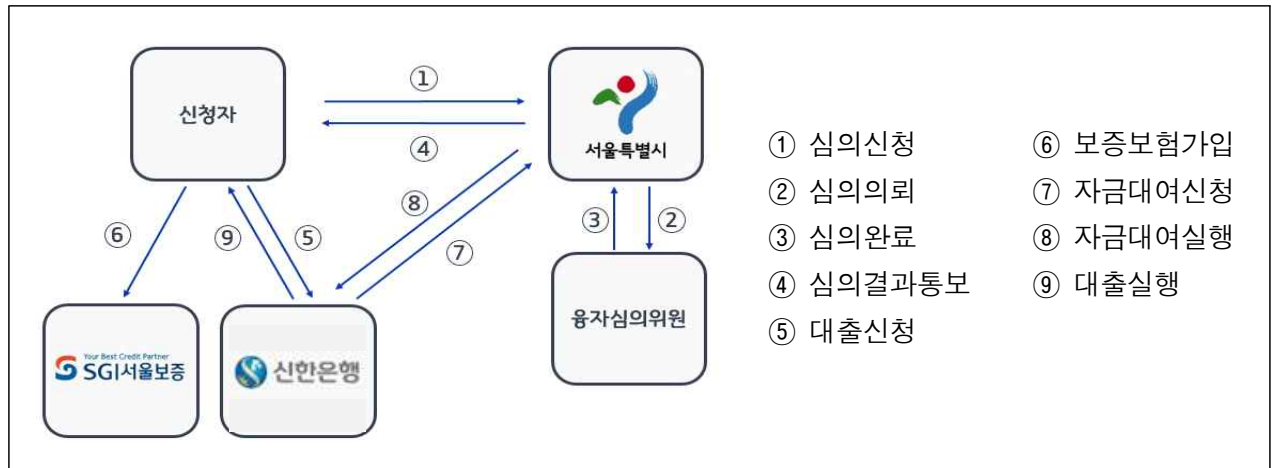 신청자
①
④
서울특별시
⑧
⑦
⑥
⑨
⑤
③
②
Your Best Credit Partner
SGI서울보증
신한은행
융자심의위원
① 심의신청
② 심의의뢰
③ 심의완료
④ 심의결과통보
⑤ 대출신청
⑥ 보증보험가입
⑦ 자금대여신청
⑧ 자금대여실행
⑨ 대출실행